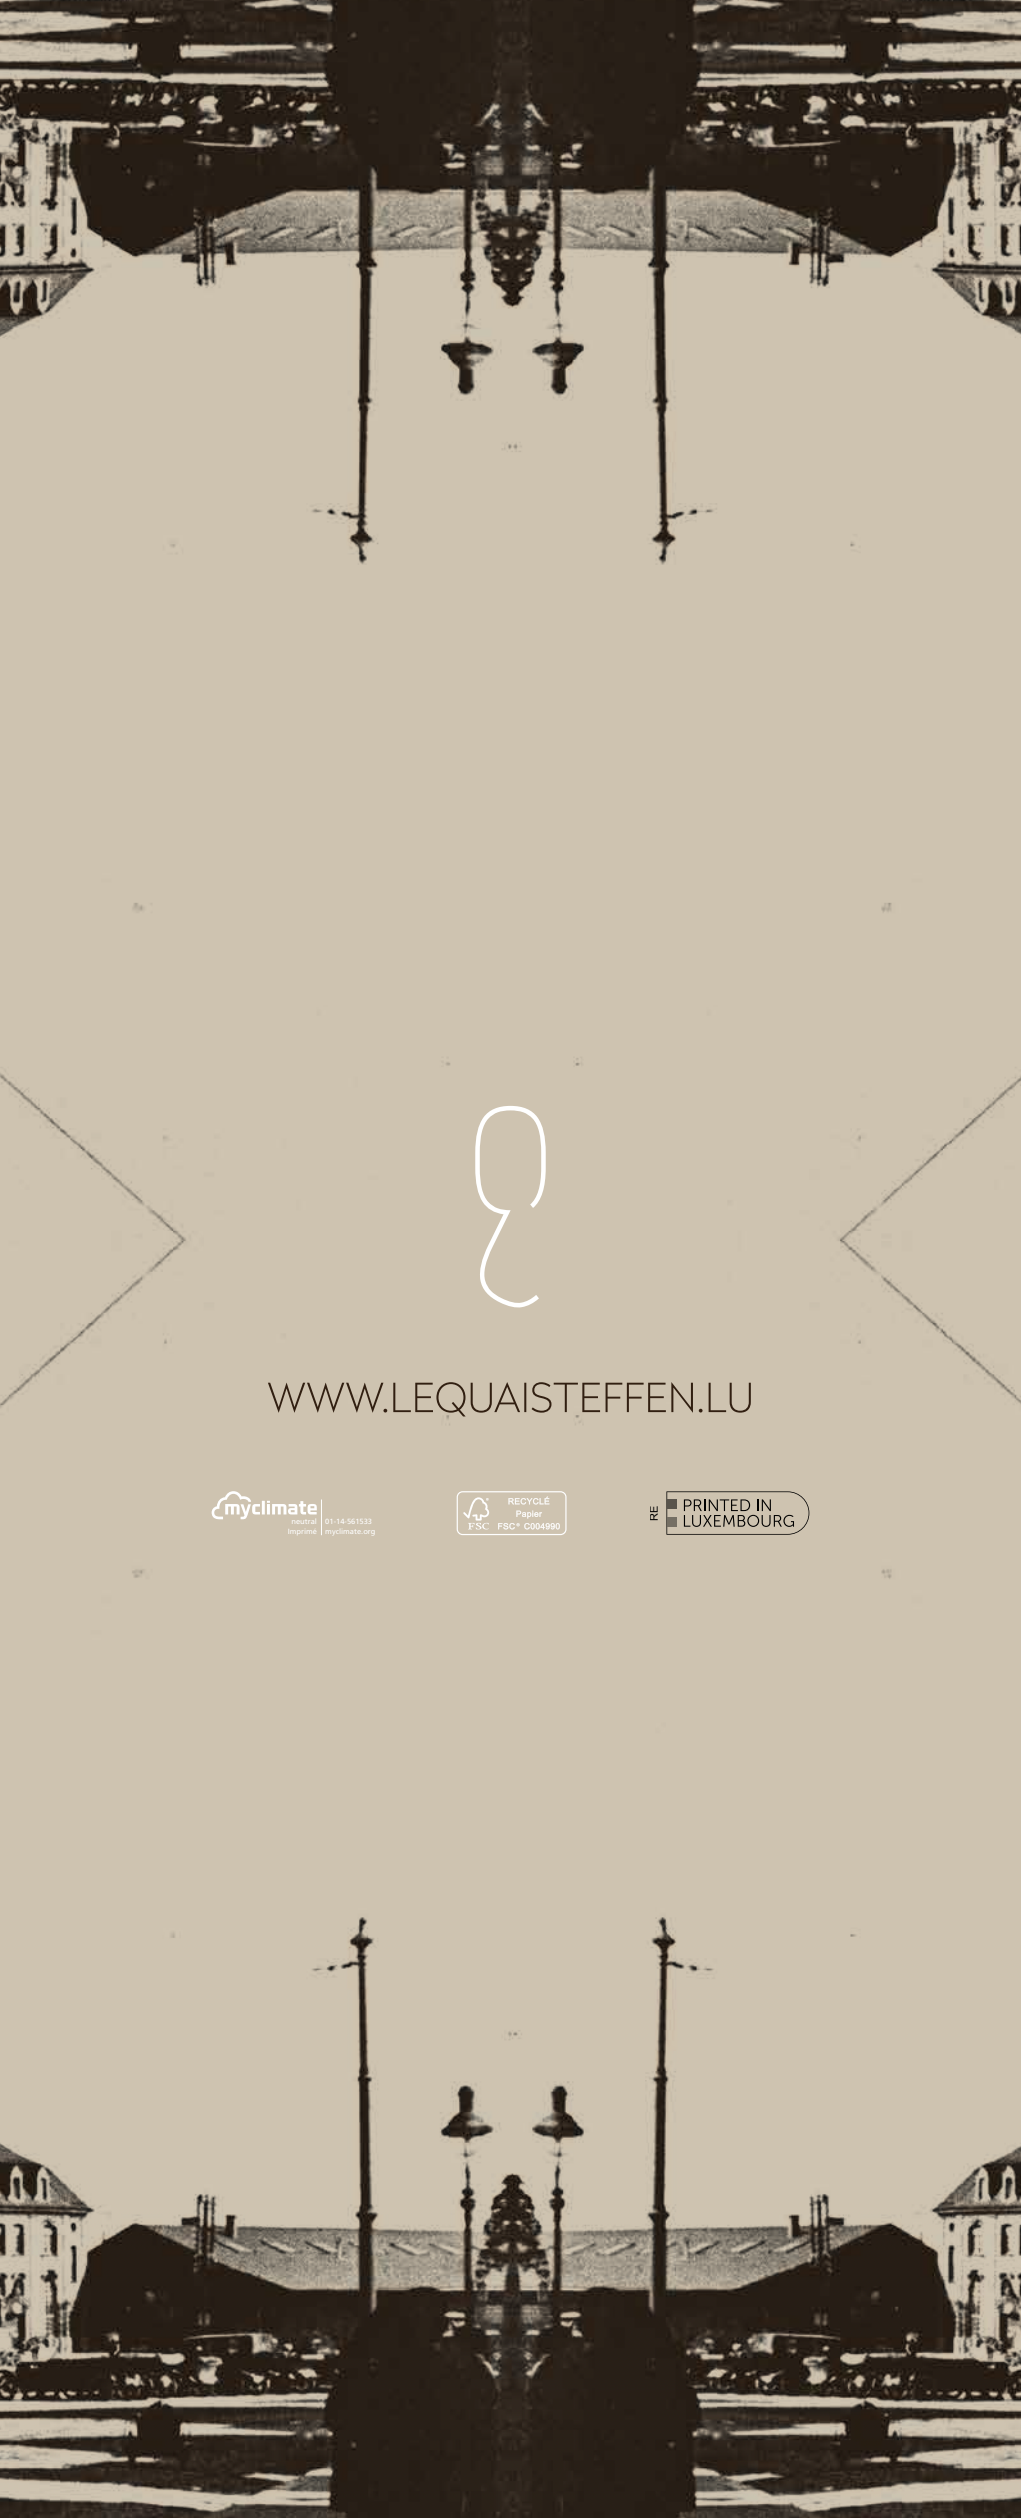 WWW.LEQUAISTEFFEN.LU
myclimate
neutral
imprimé
01-14-561533
myclimate.org
RECYCLÉ
Papier
FSC® C004990
FSC
RE
PRINTED IN
LUXEMBOURG